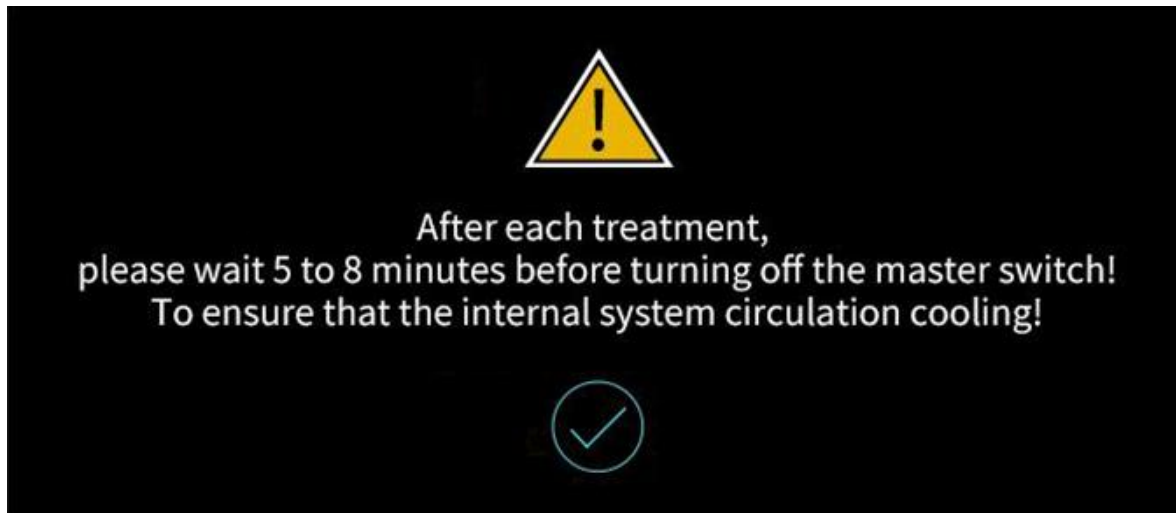 After each treatment,
please wait 5 to 8 minutes before turning off the master switch!
To ensure that the internal system circulation cooling!